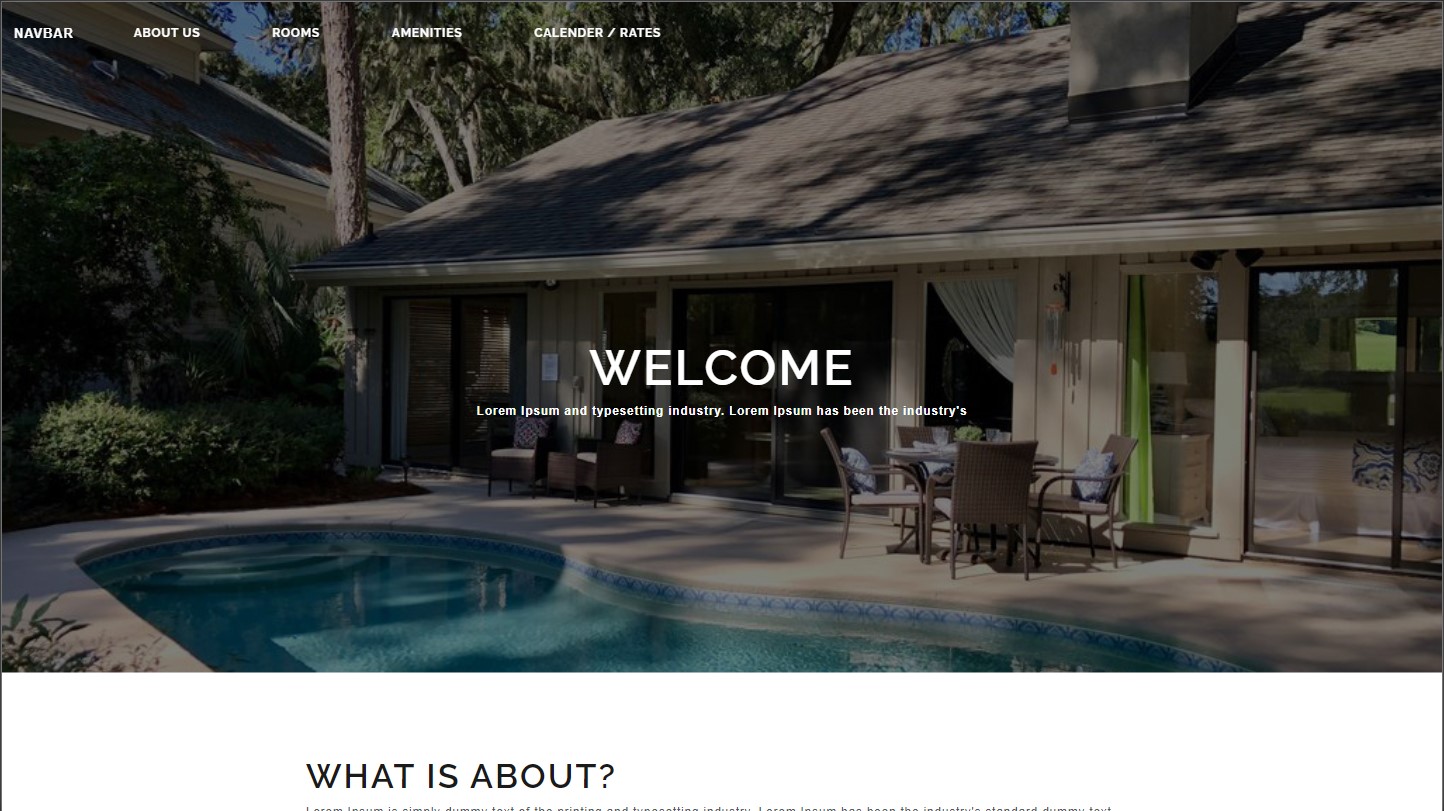 NAVBAR ABOUT US ROOMS AMENITIES CALENDER / RATES
WELCOME
Lorem Ipsum and typesetting industry. Lorem Ipsum has been the industry's
WHAT IS ABOUT?
Lorem Ipsum is simply dummy text of the printing and typesetting industry. Lorem Ipsum has been the industry's standard dummy text